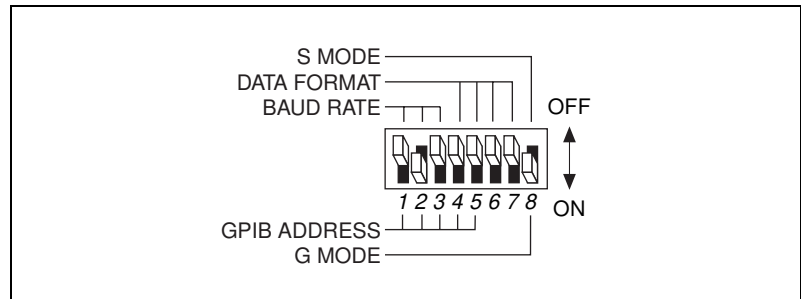 S MODE
DATA FORMAT
BAUD RATE
OFF
1 2 3 4 5 6 7 8
ON
GPIB ADDRESS
G MODE